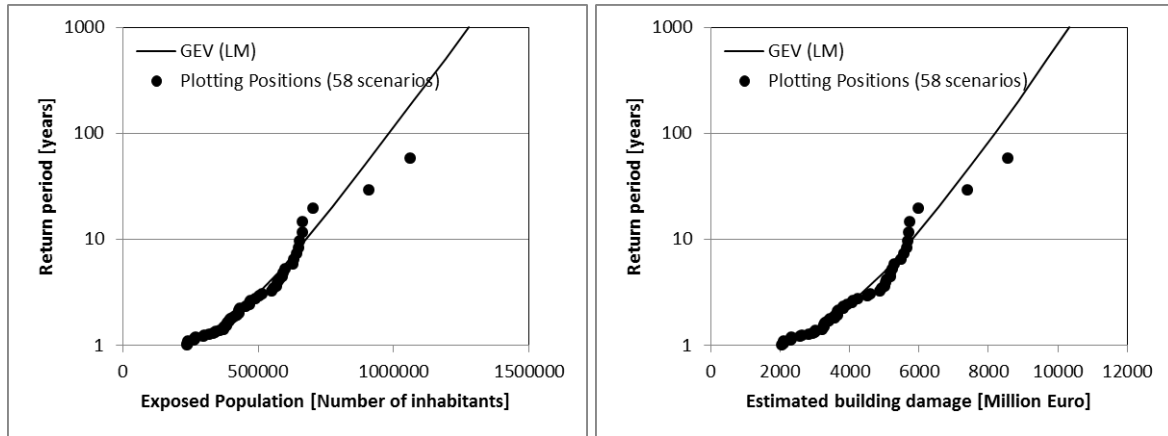 1000
GEV (LM)
Plotting Positions (58 scenarios)
100
10
1
Return period [years]
0
500000
1000000
1500000
Exposed Population [Number of inhabitants]
1000
GEV (LM)
Plotting Positions (58 scenarios)
100
10
1
Return period [years]
0
2000
4000
6000
8000
10000
12000
Estimated building damage [Million Euro]